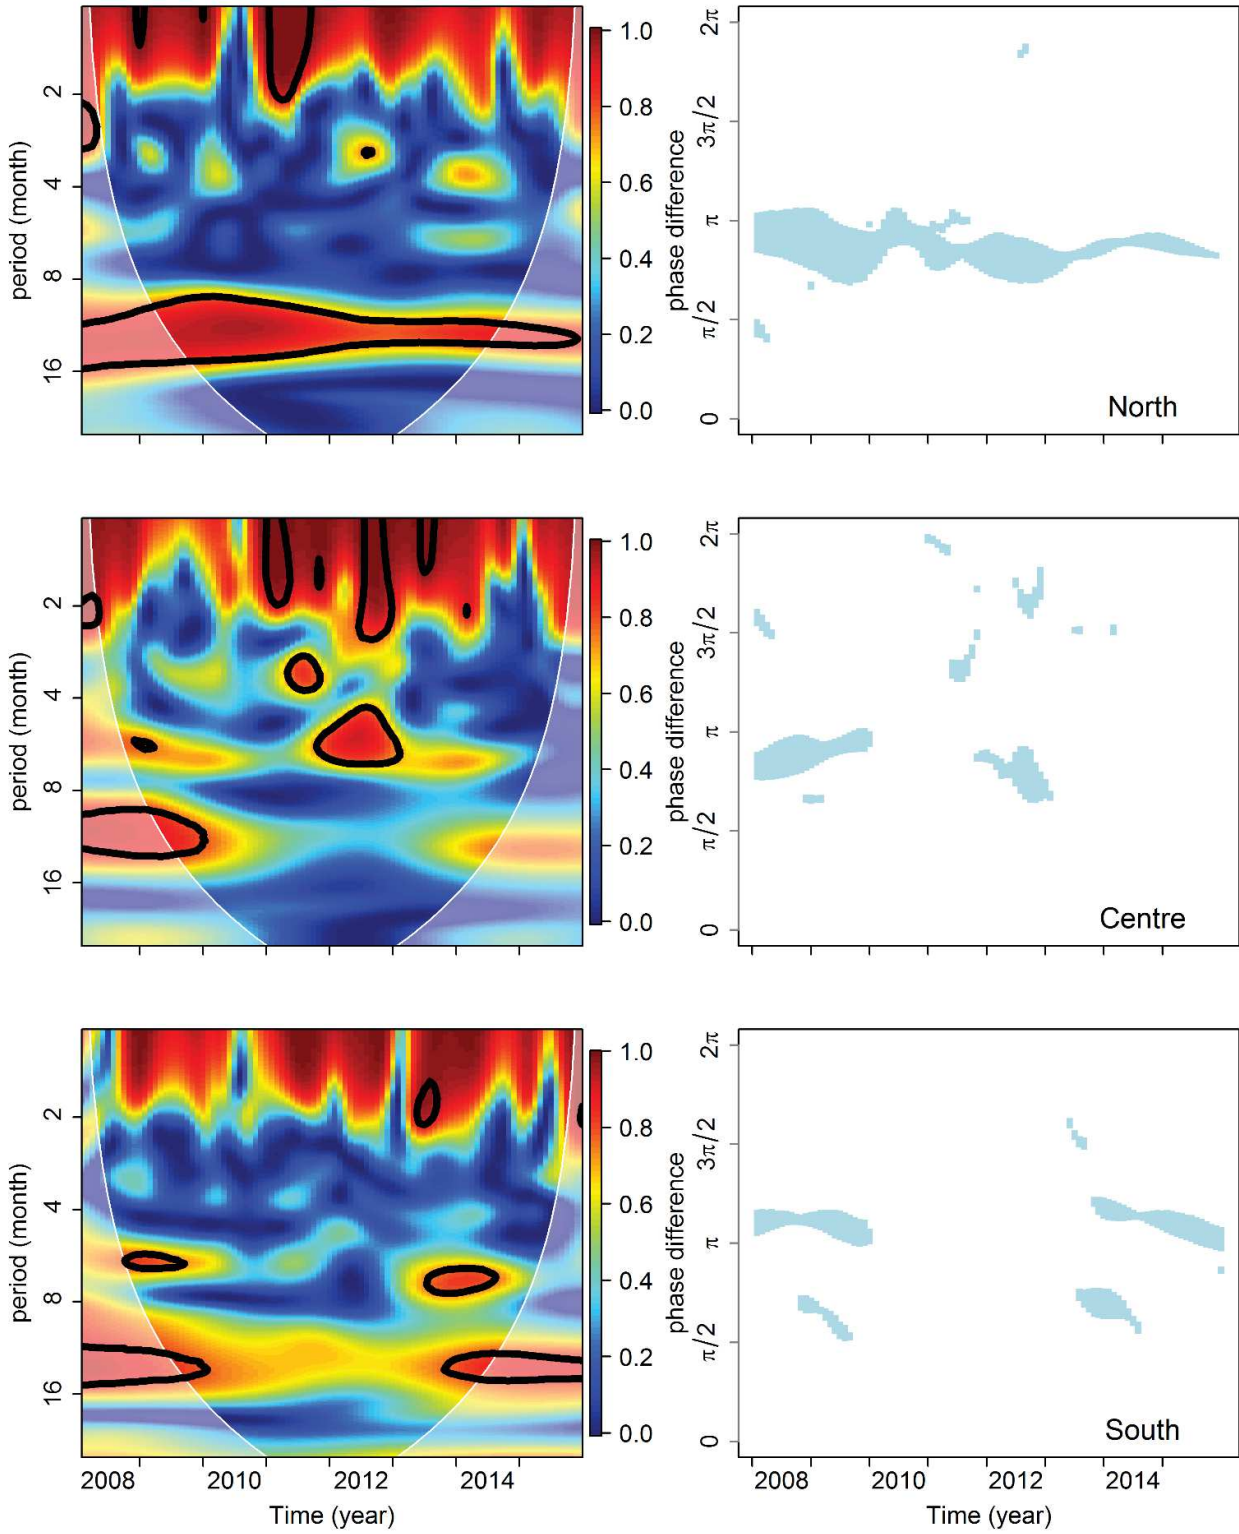 period (month)
2
4
8
16
1.0
0.8
0.6
0.4
0.2
0.0
phase difference
2π
3π/2
π
π/2
0
North
period (month)
2
4
8
16
1.0
0.8
0.6
0.4
0.2
0.0
phase difference
2π
3π/2
π
π/2
0
Centre
period (month)
2
4
8
16
1.0
0.8
0.6
0.4
0.2
0.0
2008 2010 2012 2014
Time (year)
phase difference
2π
3π/2
π
π/2
0
South
2008 2010 2012 2014
Time (year)